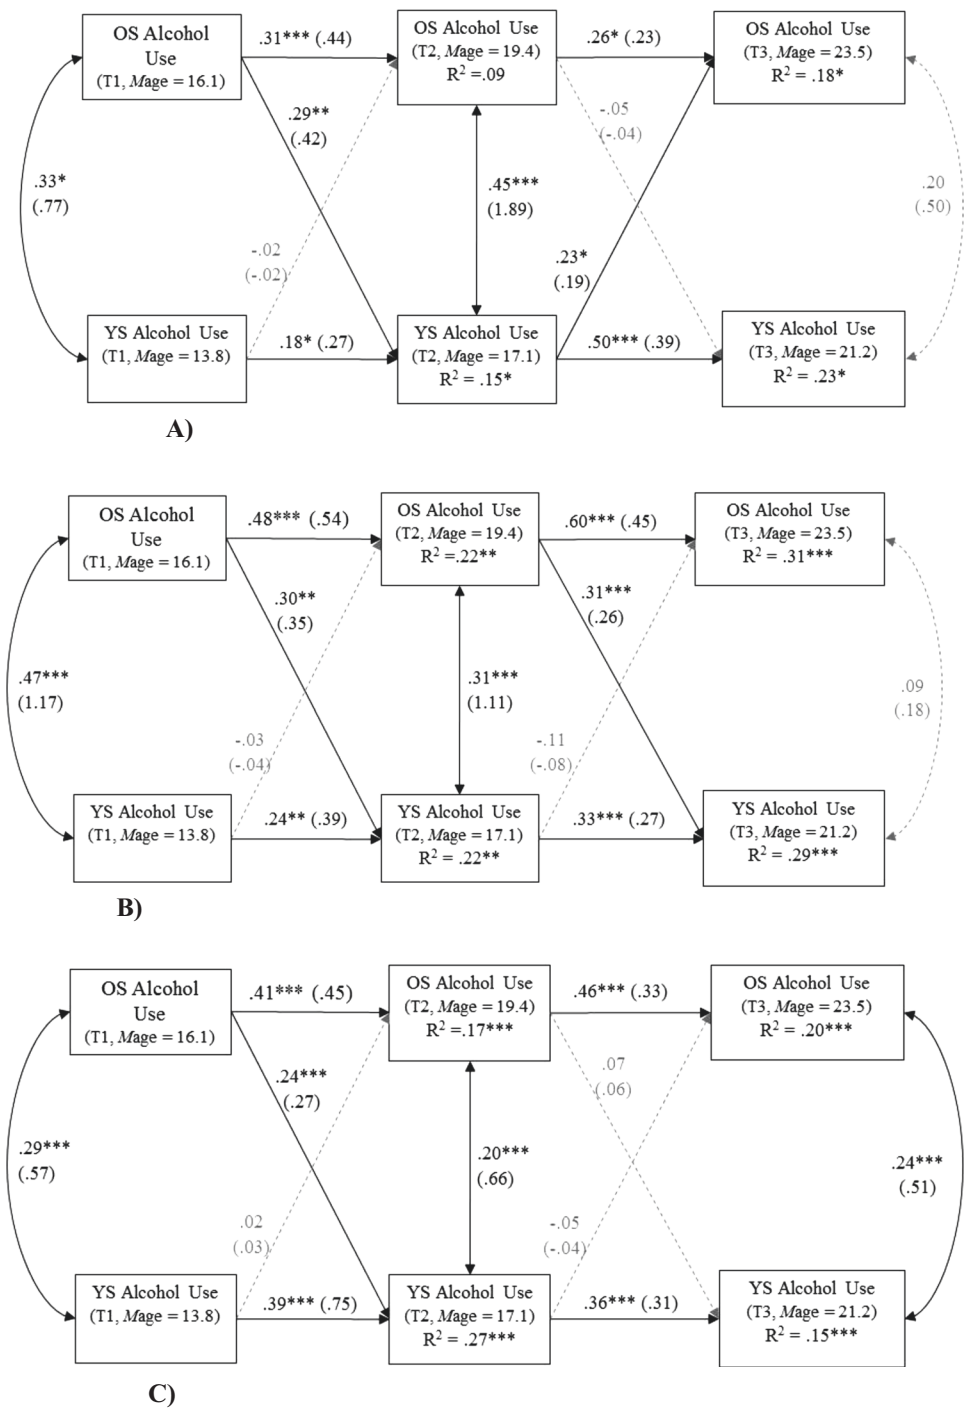 OS Alcohol
Use
(T1, Mage = 16.1)
.31*** (.44)
OS Alcohol Use
(T2, Mage = 19.4)
R² =.09
.26* (.23)
OS Alcohol Use
(T3, Mage = 23.5)
R² = .18*
.29**
(.42)
-.05
(-.04)
.33*
(.77)
.45***
(1.89)
.20
(.50)
-.02
(-.02)
.23*
(.19)
YS Alcohol Use
(T1, Mage = 13.8)
.18* (.27)
YS Alcohol Use
(T2, Mage = 17.1)
R² = .15*
.50*** (.39)
YS Alcohol Use
(T3, Mage = 21.2)
R² = .23*
A)
OS Alcohol
Use
(T1, Mage = 16.1)
.48*** (.54)
OS Alcohol Use
(T2, Mage = 19.4)
R² =.22**
.60*** (.45)
OS Alcohol Use
(T3, Mage = 23.5)
R² = .31***
.30**
(.35)
.31***
(.26)
.47***
(1.17)
.31***
(1.11)
.09
(.18)
-.03
(-.04)
-.11
(-.08)
YS Alcohol Use
(T1, Mage = 13.8)
.24** (.39)
YS Alcohol Use
(T2, Mage = 17.1)
R² = .22**
.33*** (.27)
YS Alcohol Use
(T3, Mage = 21.2)
R² = .29***
B)
OS Alcohol
Use
(T1, Mage = 16.1)
.41*** (.45)
OS Alcohol Use
(T2, Mage = 19.4)
R² =.17***
.46*** (.33)
OS Alcohol Use
(T3, Mage = 23.5)
R² = .20***
.24***
(.27)
.07
(.06)
.29***
(.57)
.20***
(.66)
.24***
(.51)
.02
(.03)
-.05
(-.04)
YS Alcohol Use
(T1, Mage = 13.8)
.39*** (.75)
YS Alcohol Use
(T2, Mage = 17.1)
R² = .27***
.36*** (.31)
YS Alcohol Use
(T3, Mage = 21.2)
R² = .15***
C)